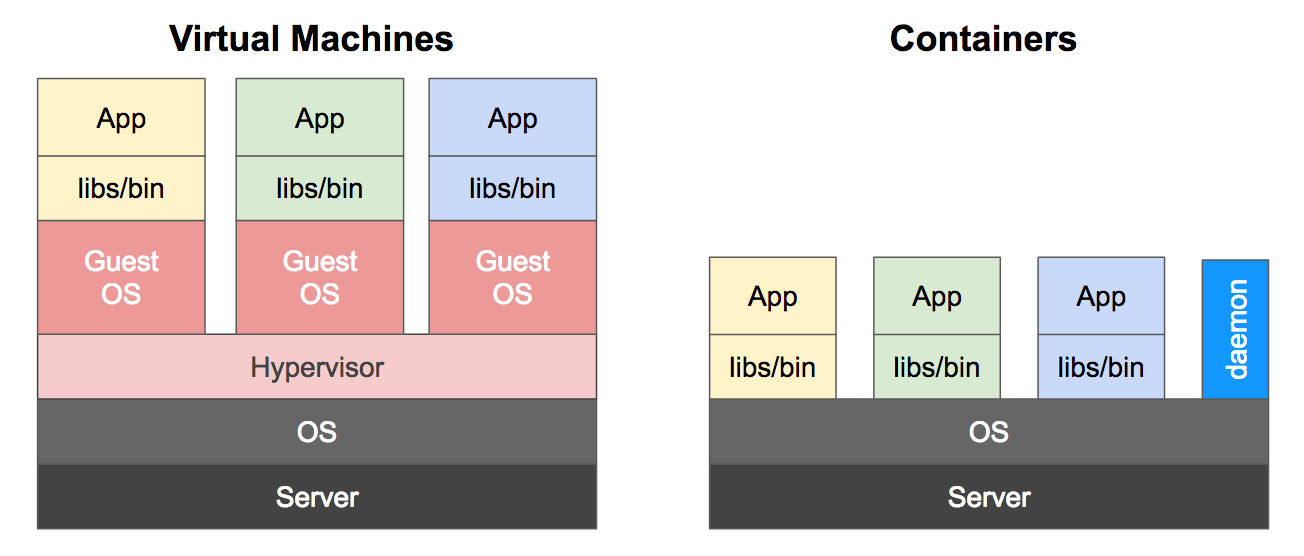 Virtual Machines
App
App
App
libs/bin
libs/bin
libs/bin
Guest
OS
Guest
OS
Guest
OS
Hypervisor
OS
Server
Containers
App
App
App
libs/bin
libs/bin
libs/bin
daemon
OS
Server